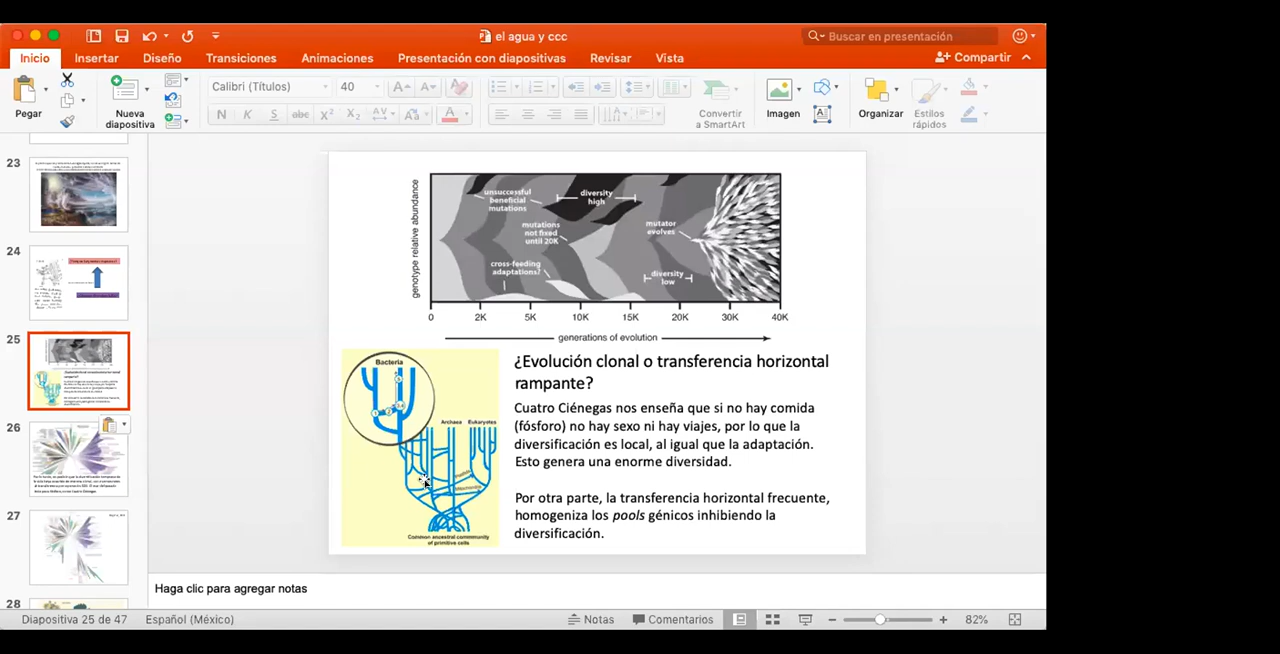 el agua y ccc
Buscar en presentación
Inicio
Insertar
Diseño
Transiciones
Animaciones
Presentación con diapositivas
Revisar
Vista
Compartir
Pegar
Nueva
diapositiva
Calibri (Títulos)
40
N K S abc X² X₂
Convertir
a SmartArt
Imagen
Organizar
Estilos
rápidos
23
24
25
26
27
28
genotype relative abundance
unsuccessful
beneficial
mutations
diversity
high
mutations
not fixed
until 20K
mutator
evolves
cross-feeding
adaptations?
diversity
low
0 2K 5K 10K 15K 20K 30K 40K
generations of evolution
Bacteria
Archaea Eukaryotes
Common ancestral community
of primitive cells
¿Evolución clonal o transferencia horizontal
rampante?
Cuatro Ciénegas nos enseña que si no hay comida
(fósforo) no hay sexo ni hay viajes, por lo que la
diversificación es local, al igual que la adaptación.
Esto genera una enorme diversidad.
Por otra parte, la transferencia horizontal frecuente,
homogeniza los pools génicos inhibiendo la
diversificación.
Haga clic para agregar notas
Diapositiva 25 de 47
Español (México)
Notas
Comentarios
82%